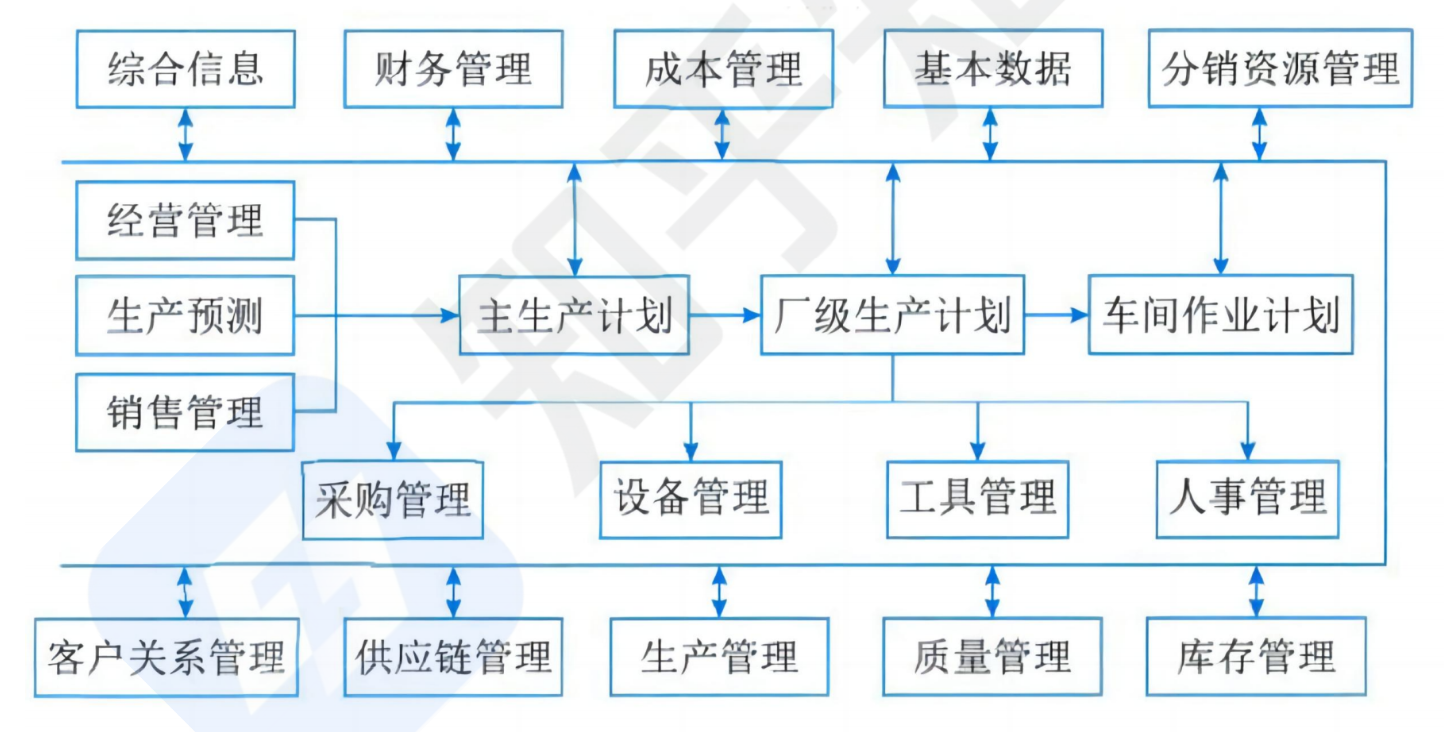 综合信息
财务管理
成本管理
基本数据
分销资源管理
经营管理
生产预测
主生产计划
厂级生产计划
车间作业计划
销售管理
采购管理
设备管理
工具管理
人事管理
客户关系管理
供应链管理
生产管理
质量管理
库存管理
知乎知